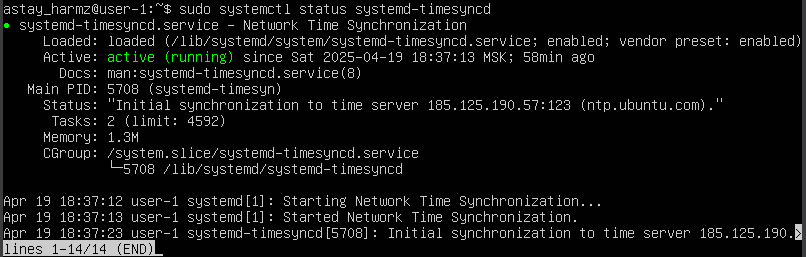 astay_harmz@user-1:~$ sudo systemctl status systemd-timesyncd
● systemd-timesyncd.service - Network Time Synchronization
     Loaded: loaded (/lib/systemd/system/systemd-timesyncd.service; enabled; vendor preset: enabled)
     Active: active (running) since Sat 2025-04-19 18:37:13 MSK; 58min ago
       Docs: man:systemd-timesyncd.service(8)
   Main PID: 5708 (systemd-timesyn)
     Status: "Initial synchronization to time server 185.125.190.57:123 (ntp.ubuntu.com)."
      Tasks: 2 (limit: 4592)
     Memory: 1.3M
     CGroup: /system.slice/systemd-timesyncd.service
             └─5708 /lib/systemd/systemd-timesyncd

Apr 19 18:37:12 user-1 systemd[1]: Starting Network Time Synchronization...
Apr 19 18:37:13 user-1 systemd[1]: Started Network Time Synchronization.
Apr 19 18:37:23 user-1 systemd-timesyncd[5708]: Initial synchronization to time server 185.125.190.>
lines 1-14/14 (END)